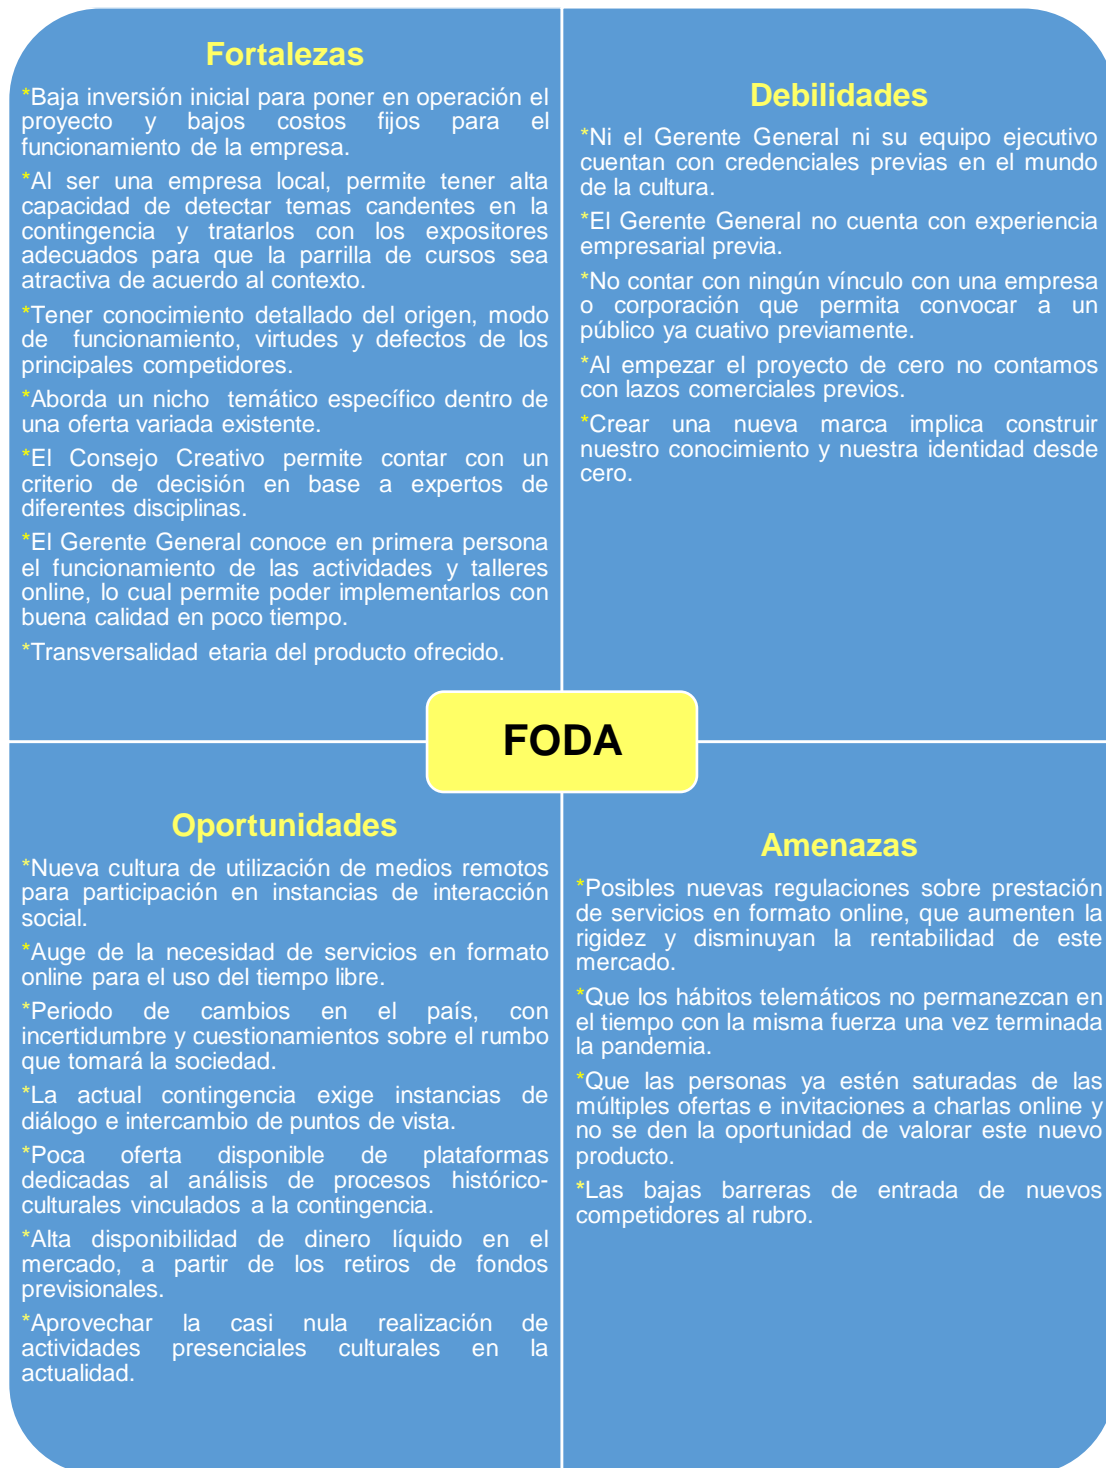 Fortalezas
*Baja inversión inicial para poner en operación el
proyecto y bajos costos fijos para el
funcionamiento de la empresa.
*Al ser una empresa local, permite tener alta
capacidad de detectar temas candentes en la
contingencia y tratarlos con los expositores
adecuados para que la parrilla de cursos sea
atractiva de acuerdo al contexto.
*Tener conocimiento detallado del origen, modo
de funcionamiento, virtudes y defectos de los
principales competidores.
*Aborda un nicho temático específico dentro de
una oferta variada existente.
*El Consejo Creativo permite contar con un
criterio de decisión en base a expertos de
diferentes disciplinas.
*El Gerente General conoce en primera persona
el funcionamiento de las actividades y talleres
online, lo cual permite poder implementarlos con
buena calidad en poco tiempo.
*Transversalidad etaria del producto ofrecido.
Debilidades
*Ni el Gerente General ni su equipo ejecutivo
cuentan con credenciales previas en el mundo
de la cultura.
*El Gerente General no cuenta con experiencia
empresarial previa.
*No contar con ningún vínculo con una empresa
o corporación que permita convocar a un
público ya cuativo previamente.
*Al empezar el proyecto de cero no contamos
con lazos comerciales previos.
*Crear una nueva marca implica construir
nuestro conocimiento y nuestra identidad desde
cero.
FODA
Oportunidades
*Nueva cultura de utilización de medios remotos
para participación en instancias de interacción
social.
*Auge de la necesidad de servicios en formato
online para el uso del tiempo libre.
*Periodo de cambios en el país, con
incertidumbre y cuestionamientos sobre el rumbo
que tomará la sociedad.
*La actual contingencia exige instancias de
diálogo e intercambio de puntos de vista.
*Poca oferta disponible de plataformas
dedicadas al análisis de procesos histórico-
culturales vinculados a la contingencia.
*Alta disponibilidad de dinero líquido en el
mercado, a partir de los retiros de fondos
previsionales.
*Aprovechar la casi nula realización de
actividades presenciales culturales en la
actualidad.
Amenazas
*Posibles nuevas regulaciones sobre prestación
de servicios en formato online, que aumenten la
rigidez y disminuyan la rentabilidad de este
mercado.
*Que los hábitos telemáticos no permanezcan en
el tiempo con la misma fuerza una vez terminada
la pandemia.
*Que las personas ya estén saturadas de las
múltiples ofertas e invitaciones a charlas online y
no se den la oportunidad de valorar este nuevo
producto.
*Las bajas barreras de entrada de nuevos
competidores al rubro.